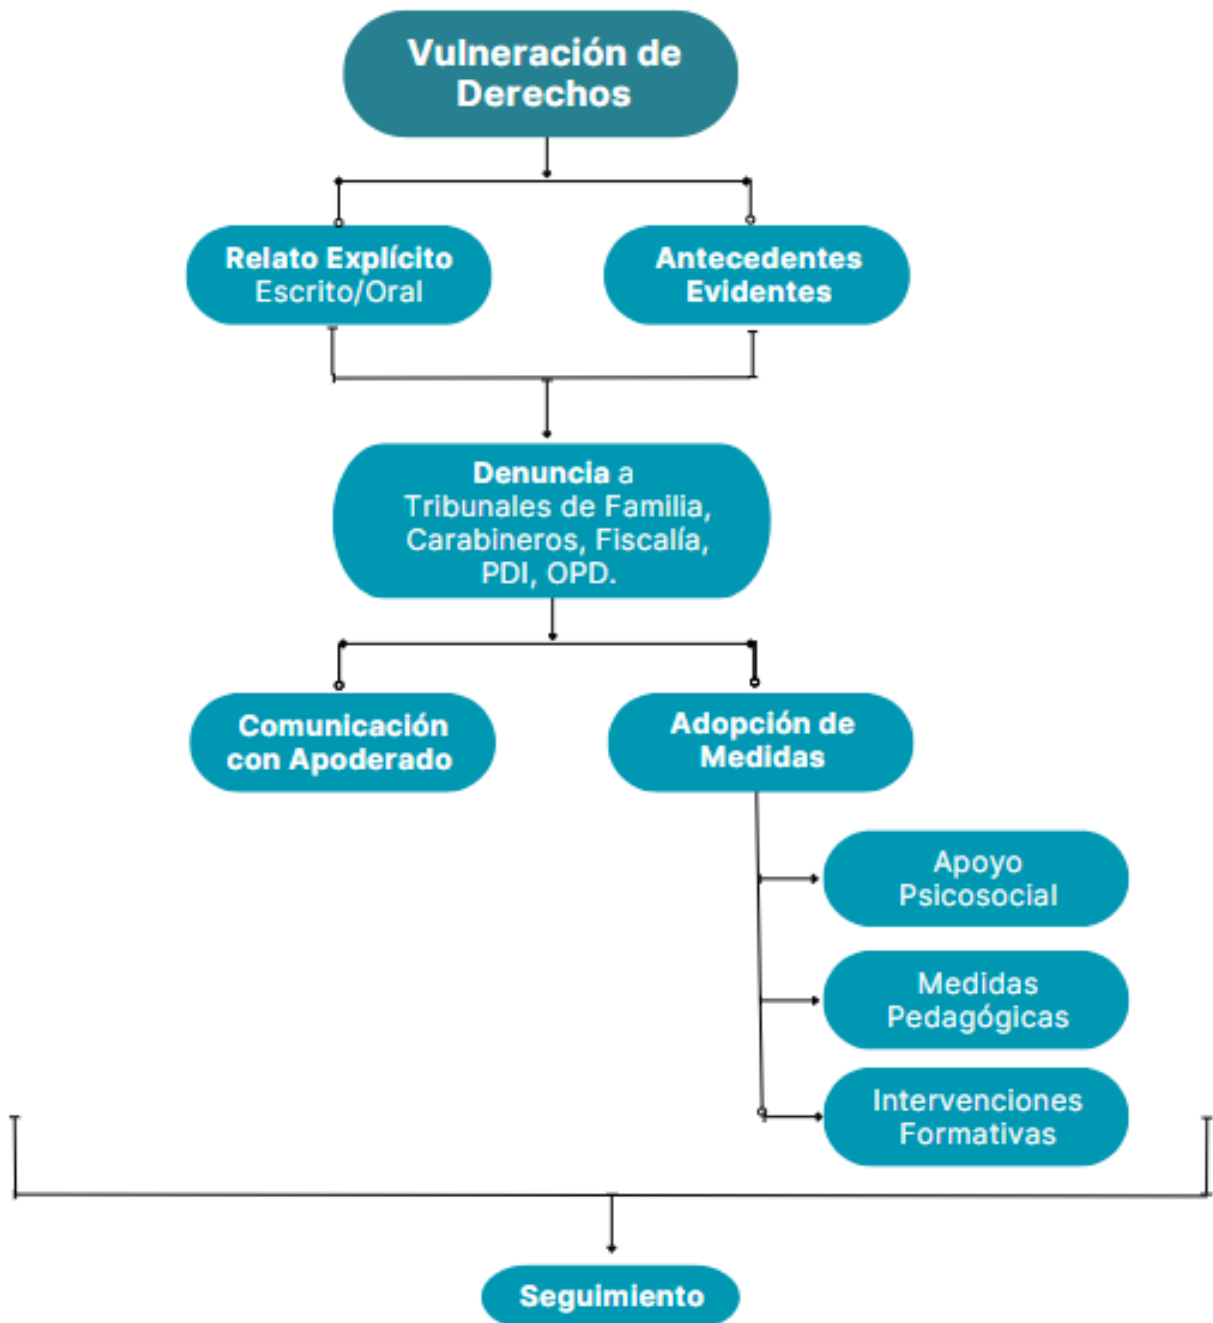 Vulneración de
Derechos
Relato Explícito
Escrito/Oral
Antecedentes
Evidentes
Denuncia a
Tribunales de Familia,
Carabineros, Fiscalía,
PDI, OPD.
Comunicación
con Apoderado
Adopción de
Medidas
Apoyo
Psicosocial
Medidas
Pedagógicas
Intervenciones
Formativas
Seguimiento